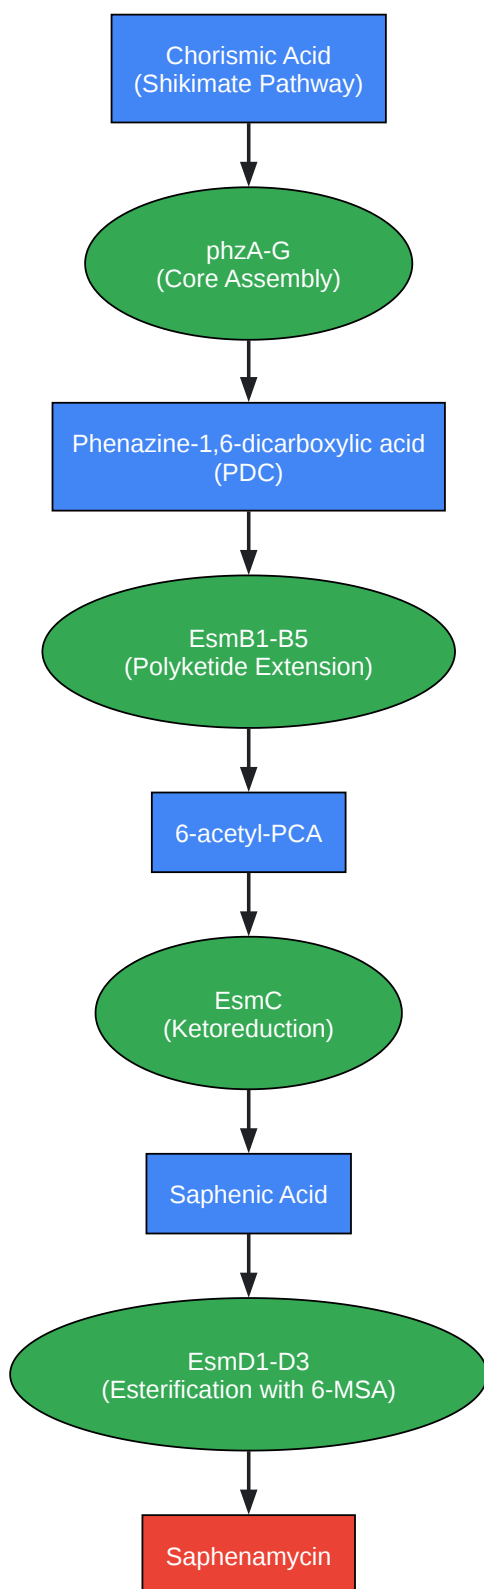 Chorismic Acid
(Shikimate Pathway)
phzA-G
(Core Assembly)
Phenazine-1,6-dicarboxylic acid
(PDC)
EsmB1-B5
(Polyketide Extension)
6-acetyl-PCA
EsmC
(Ketoreduction)
Saphenic Acid
EsmD1-D3
(Esterification with 6-MSA)
Saphenamycin